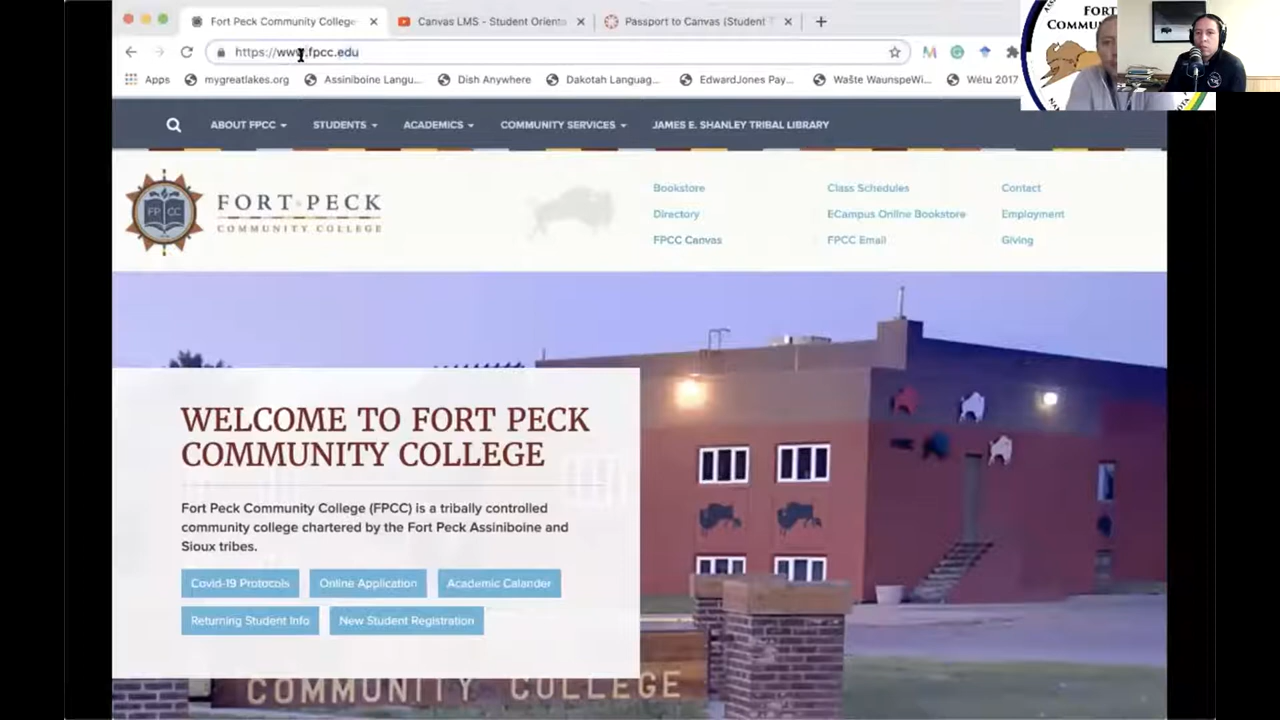 Fort Peck Community College
Canvas LMS - Student Orient
Passport to Canvas (Student
https://www.fpcc.edu
Apps
mygreatlakes.org
Assiniboine Langu...
Dish Anywhere
Dakotah Languag...
EdwardJones Pay...
Wašte WaunspeWi...
Wétu 2017
FORT
COMMUN
ABOUT FPCC
STUDENTS
ACADEMICS
COMMUNITY SERVICES
JAMES E. SHANLEY TRIBAL LIBRARY
FP CC
FORT PECK
COMMUNITY COLLEGE
Bookstore
Class Schedules
Contact
Directory
ECampus Online Bookstore
Employment
FPCC Canvas
FPCC Email
Giving
WELCOME TO FORT PECK
COMMUNITY COLLEGE
Fort Peck Community College (FPCC) is a tribally controlled
community college chartered by the Fort Peck Assiniboine and
Sioux tribes.
Covid-19 Protocols
Online Application
Academic Calander
Returning Student Info
New Student Registration
COMMUNITY COLLEGE